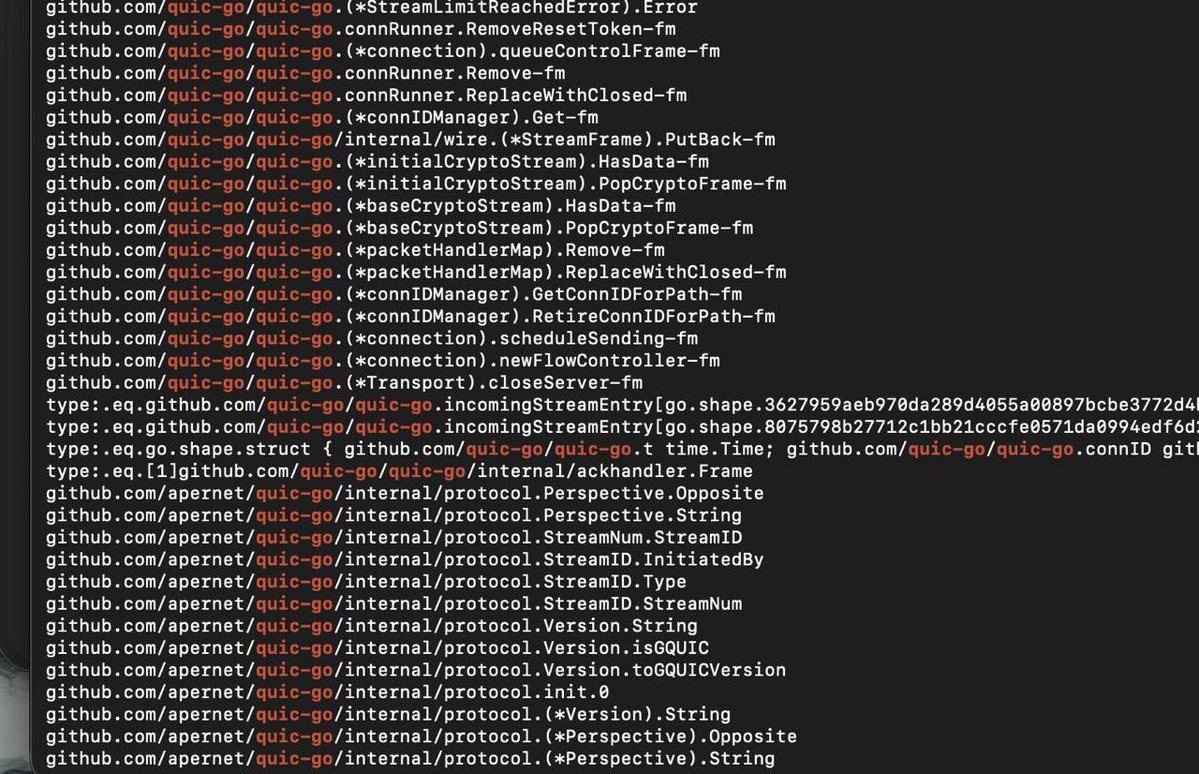 github.com/quic-go/quic-go.(*StreamLimitReachedError).Error
github.com/quic-go/quic-go.connRunner.RemoveResetToken-fm
github.com/quic-go/quic-go.(*connection).queueControlFrame-fm
github.com/quic-go/quic-go.connRunner.Remove-fm
github.com/quic-go/quic-go.connRunner.ReplaceWithClosed-fm
github.com/quic-go/quic-go.(*connIDManager).Get-fm
github.com/quic-go/quic-go/internal/wire.(*StreamFrame).PutBack-fm
github.com/quic-go/quic-go.(*initialCryptoStream).HasData-fm
github.com/quic-go/quic-go.(*initialCryptoStream).PopCryptoFrame-fm
github.com/quic-go/quic-go.(*baseCryptoStream).HasData-fm
github.com/quic-go/quic-go.(*baseCryptoStream).PopCryptoFrame-fm
github.com/quic-go/quic-go.(*packetHandlerMap).Remove-fm
github.com/quic-go/quic-go.(*packetHandlerMap).ReplaceWithClosed-fm
github.com/quic-go/quic-go.(*connIDManager).GetConnIDForPath-fm
github.com/quic-go/quic-go.(*connIDManager).RetireConnIDForPath-fm
github.com/quic-go/quic-go.(*connection).scheduleSending-fm
github.com/quic-go/quic-go.(*connection).newFlowController-fm
github.com/quic-go/quic-go.(*Transport).closeServer-fm
type:.eq.github.com/quic-go/quic-go.incomingStreamEntry[go.shape.3627959aeb970da289d4055a00897bcbe3772d4
type:.eq.github.com/quic-go/quic-go.incomingStreamEntry[go.shape.8075798b27712c1bb21cccfe0571da0994edf6d
type:.eq.go.shape.struct { github.com/quic-go/quic-go.t time.Time; github.com/quic-go/quic-go.connID git
type:.eq.[1]github.com/quic-go/quic-go/internal/ackhandler.Frame
github.com/apernet/quic-go/internal/protocol.Perspective.Opposite
github.com/apernet/quic-go/internal/protocol.Perspective.String
github.com/apernet/quic-go/internal/protocol.StreamNum.StreamID
github.com/apernet/quic-go/internal/protocol.StreamID.InitiatedBy
github.com/apernet/quic-go/internal/protocol.StreamID.Type
github.com/apernet/quic-go/internal/protocol.StreamID.StreamNum
github.com/apernet/quic-go/internal/protocol.Version.String
github.com/apernet/quic-go/internal/protocol.Version.isGQUIC
github.com/apernet/quic-go/internal/protocol.Version.toGQUICVersion
github.com/apernet/quic-go/internal/protocol.init.0
github.com/apernet/quic-go/internal/protocol.(*Version).String
github.com/apernet/quic-go/internal/protocol.(*Perspective).Opposite
github.com/apernet/quic-go/internal/protocol.(*Perspective).String